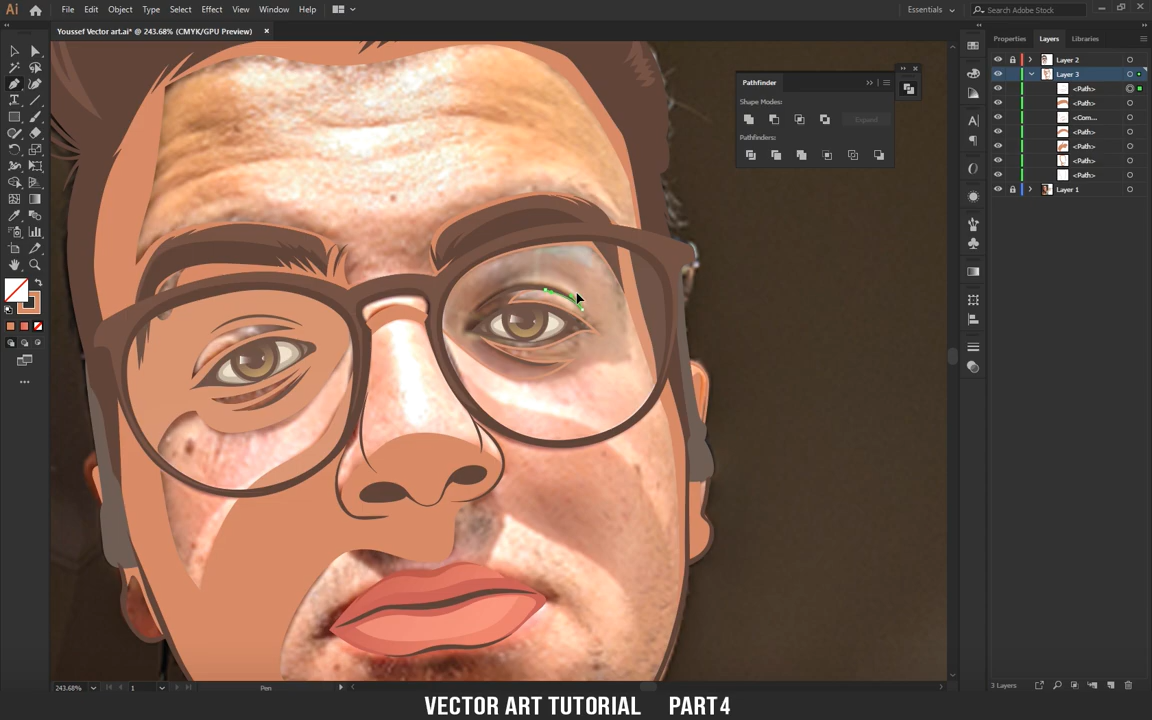 Ai File Edit Object Type Select Effect View Window Help Essentials Search Adobe Stock
Youssef Vector art.ai* @ 243.68% (CMYK/GPU Preview) ×
Properties Layers Libraries
Layer 2
Layer 3
<Path>
<Path>
<Com...
<Path>
<Path>
<Path>
<Path>
Layer 1
Pathfinder
Shape Modes:
Expand
Pathfinders:
243.68% 1 Pen
3 Layers
VECTOR ART TUTORIAL PART 4